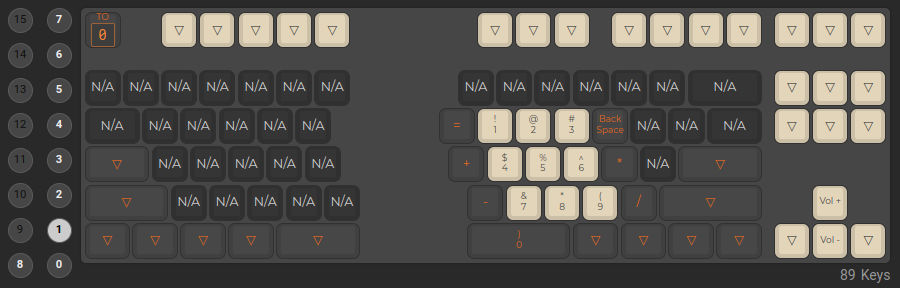 15 7 TO
0 ▽ ▽ ▽ ▽ ▽ ▽ ▽ ▽ ▽ ▽ ▽ ▽ ▽ ▽ ▽
14 6
13 5 N/A N/A N/A N/A N/A N/A N/A N/A N/A N/A N/A N/A N/A N/A ▽ ▽ ▽
12 4 N/A N/A N/A N/A N/A N/A = ! 1 @ 2 # 3 Back Space N/A N/A N/A ▽ ▽ ▽
11 3 ▽ N/A N/A N/A N/A N/A + $ 4 % 5 ^ 6 * N/A ▽
10 2 ▽ N/A N/A N/A N/A N/A - & 7 * 8 ( 9 / ▽ Vol +
9 1 ▽ ▽ ▽ ▽ ▽ ) 0 ▽ ▽ ▽ ▽ ▽ Vol - ▽
8 0
89 Keys